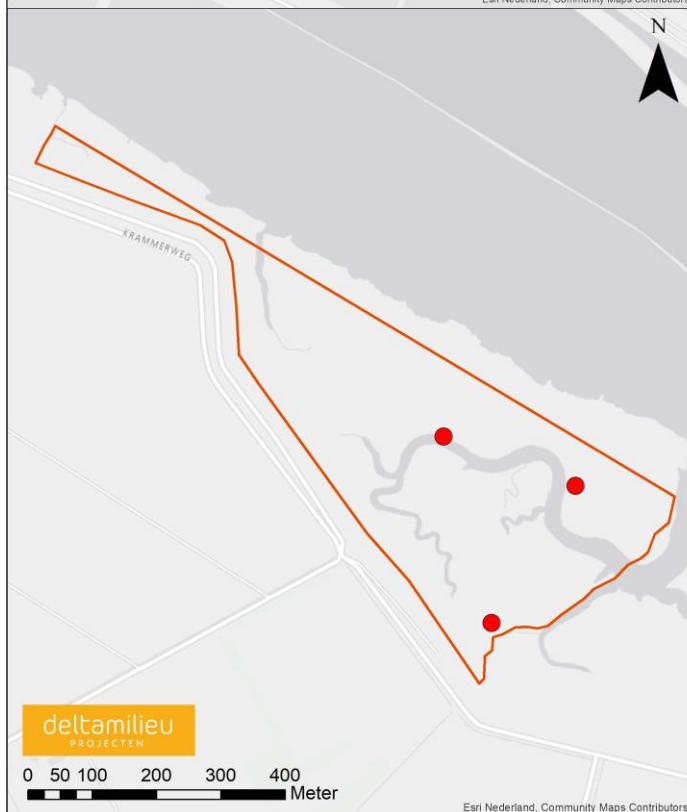 Esri Nederland, Community Maps Contributors
N
KRAMMERWEG
deltamilieu
PROJECTEN
0 50 100 200 300 400
Meter
Esri Nederland, Community Maps Contributors